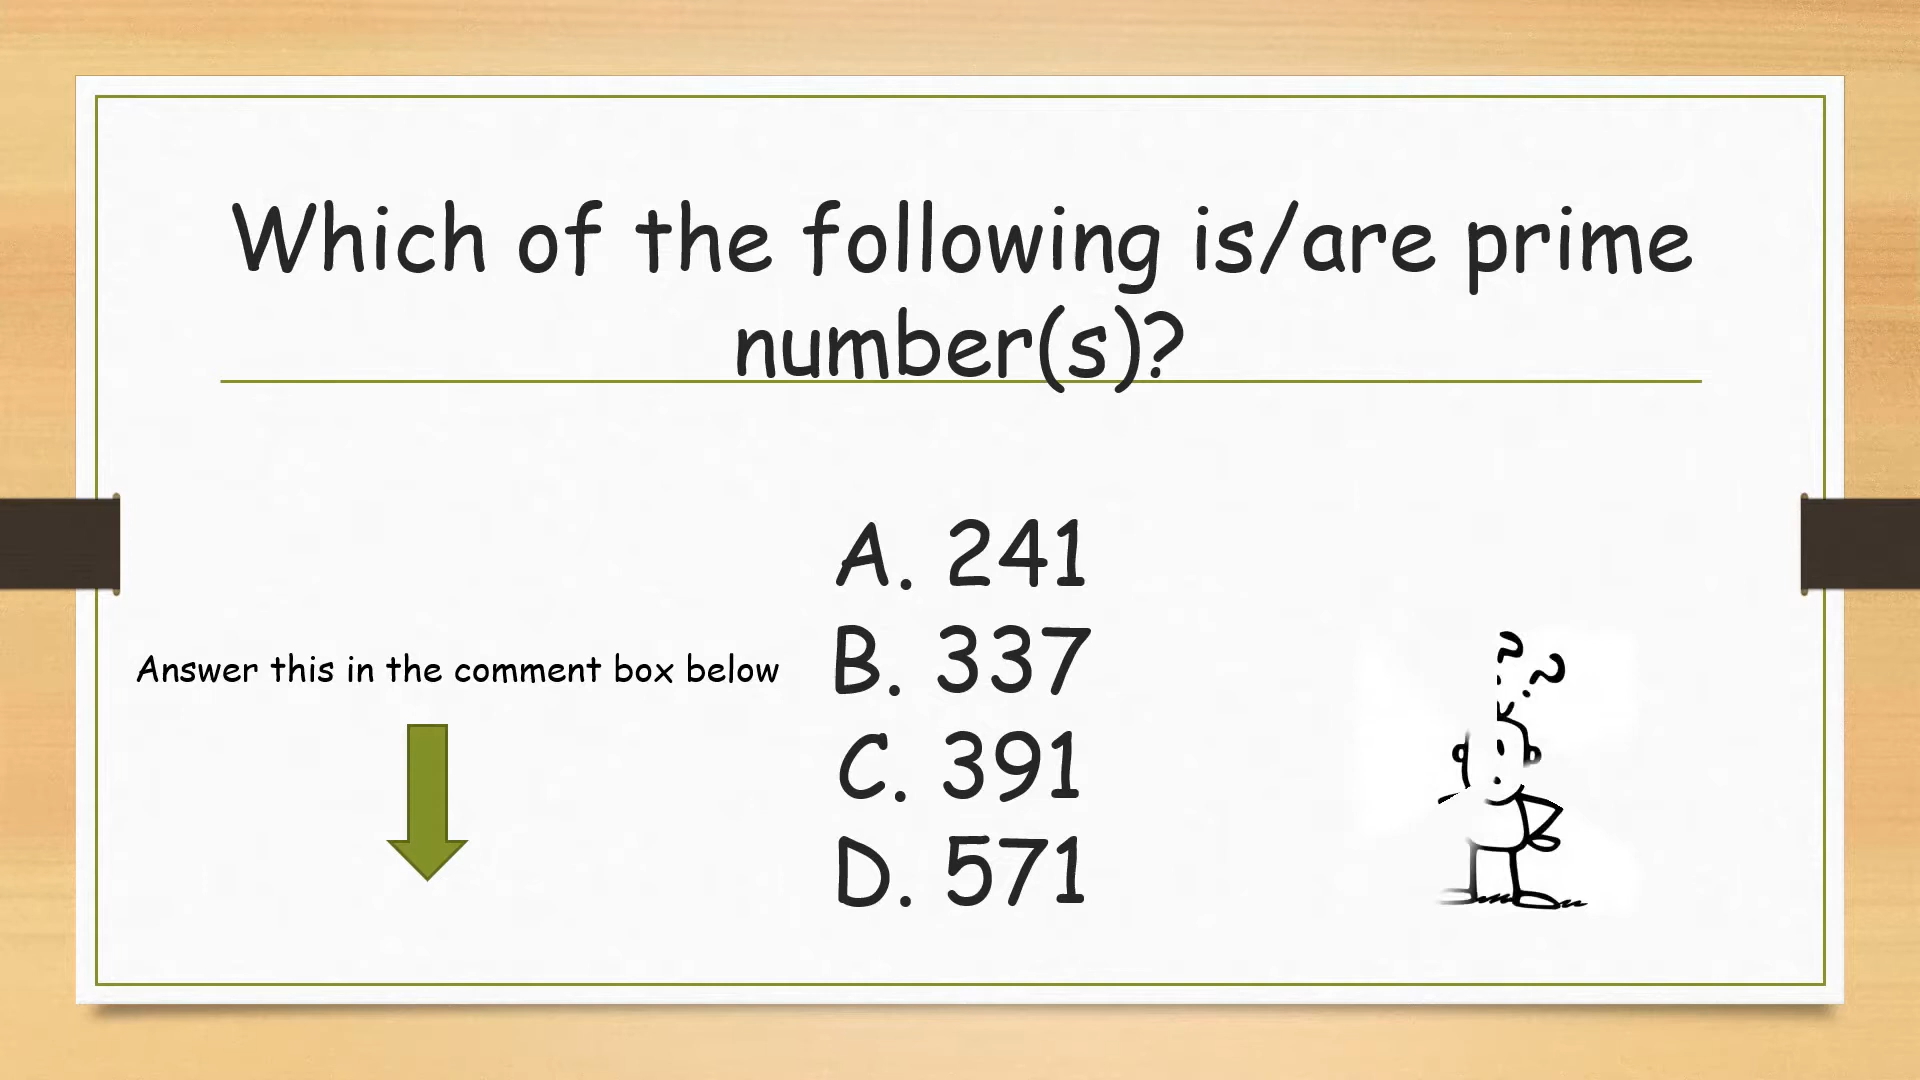 Which of the following is/are prime
number(s)?
A. 241
B. 337
Answer this in the comment box below
C. 391
D. 571